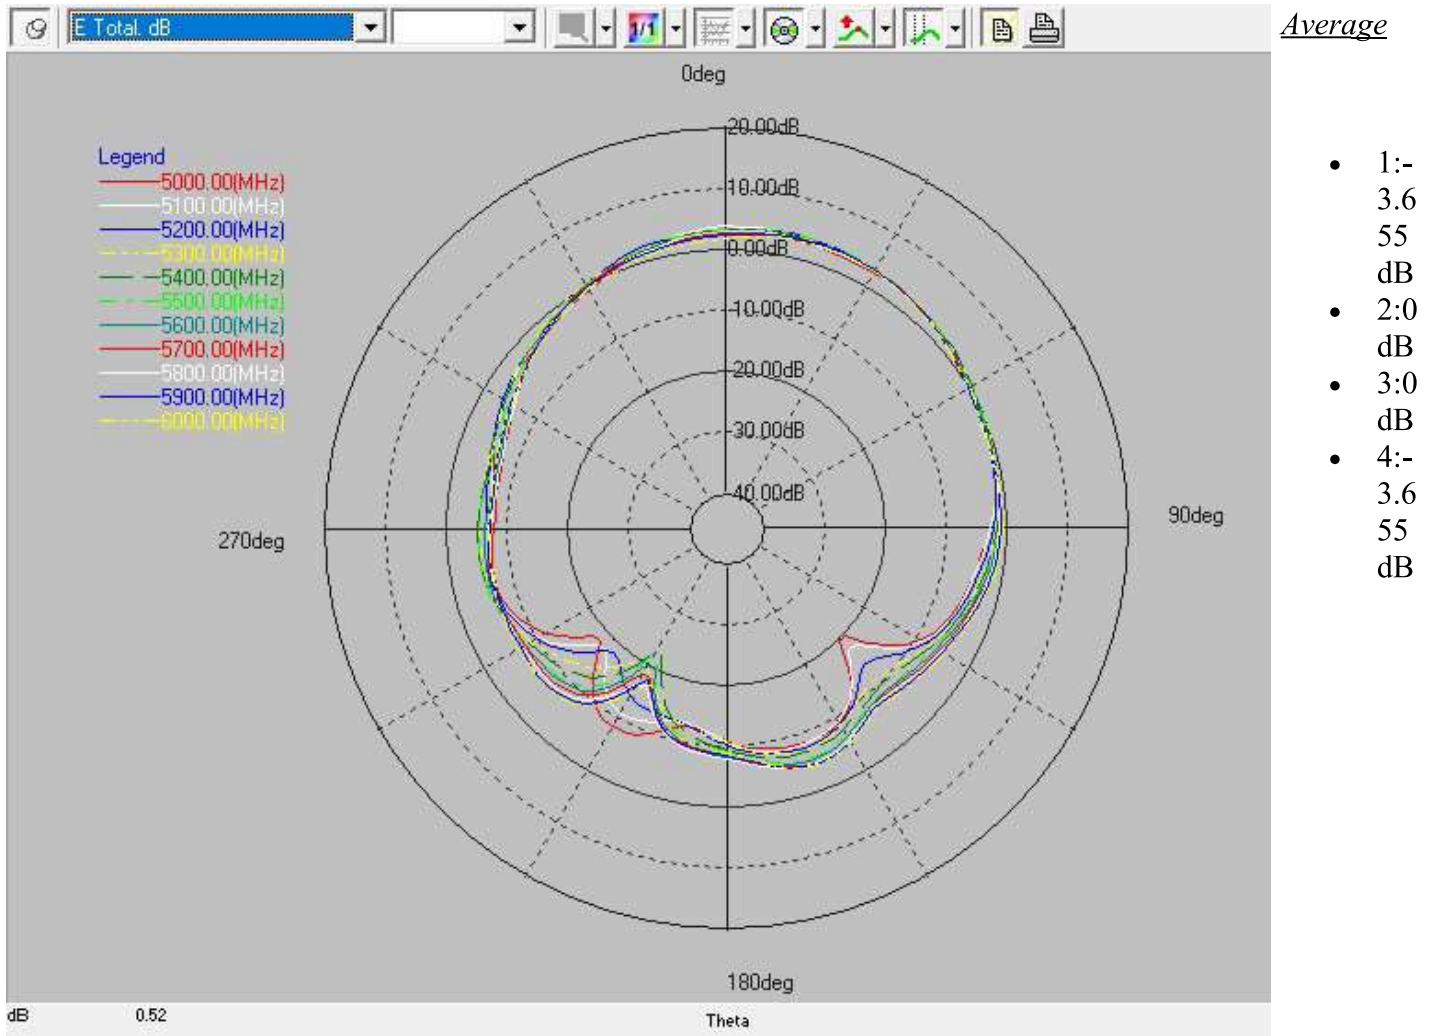 E Total. dB
1/1
Average
0deg
20.00dB
10.00dB
0.00dB
-10.00dB
-20.00dB
-30.00dB
-40.00dB
Legend
5000.00(MHz)
5100.00(MHz)
5200.00(MHz)
5300.00(MHz)
5400.00(MHz)
5500.00(MHz)
5600.00(MHz)
5700.00(MHz)
5800.00(MHz)
5900.00(MHz)
6000.00(MHz)
270deg
90deg
180deg
dB 0.52
Theta
• 1:-
3.6
55
dB
• 2:0
dB
• 3:0
dB
• 4:-
3.6
55
dB